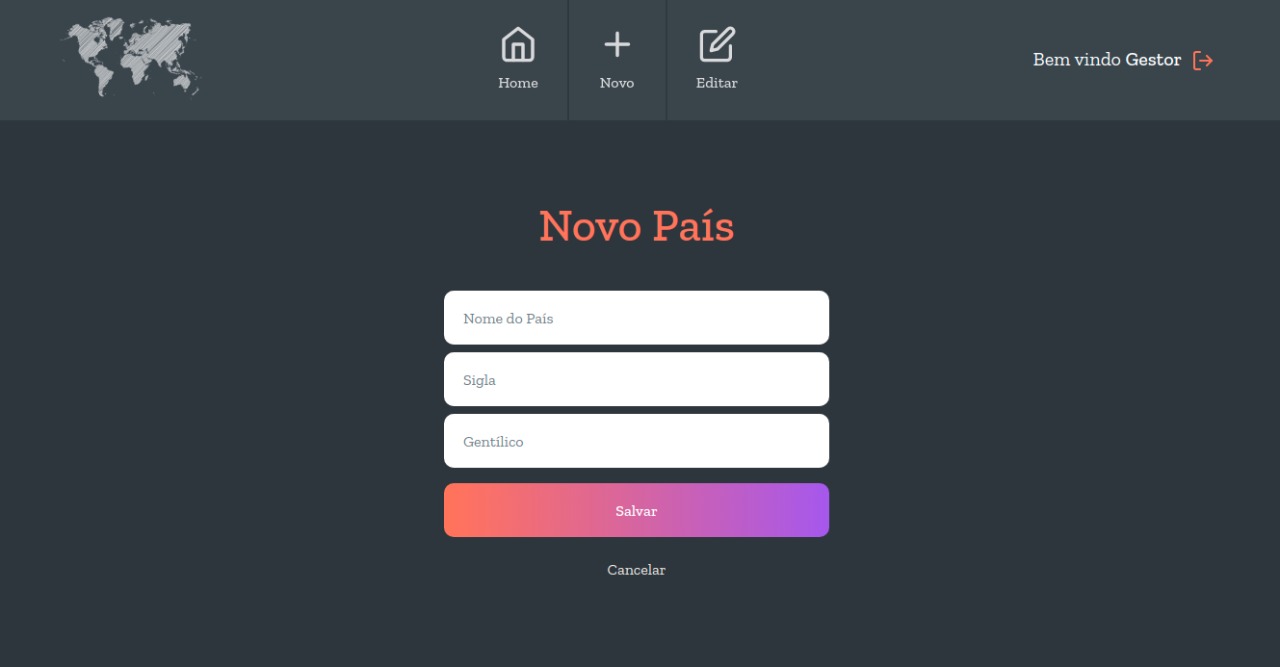 Home
Novo
Editar
Bem vindo Gestor
Novo País
Nome do País
Sigla
Gentílico
Salvar
Cancelar